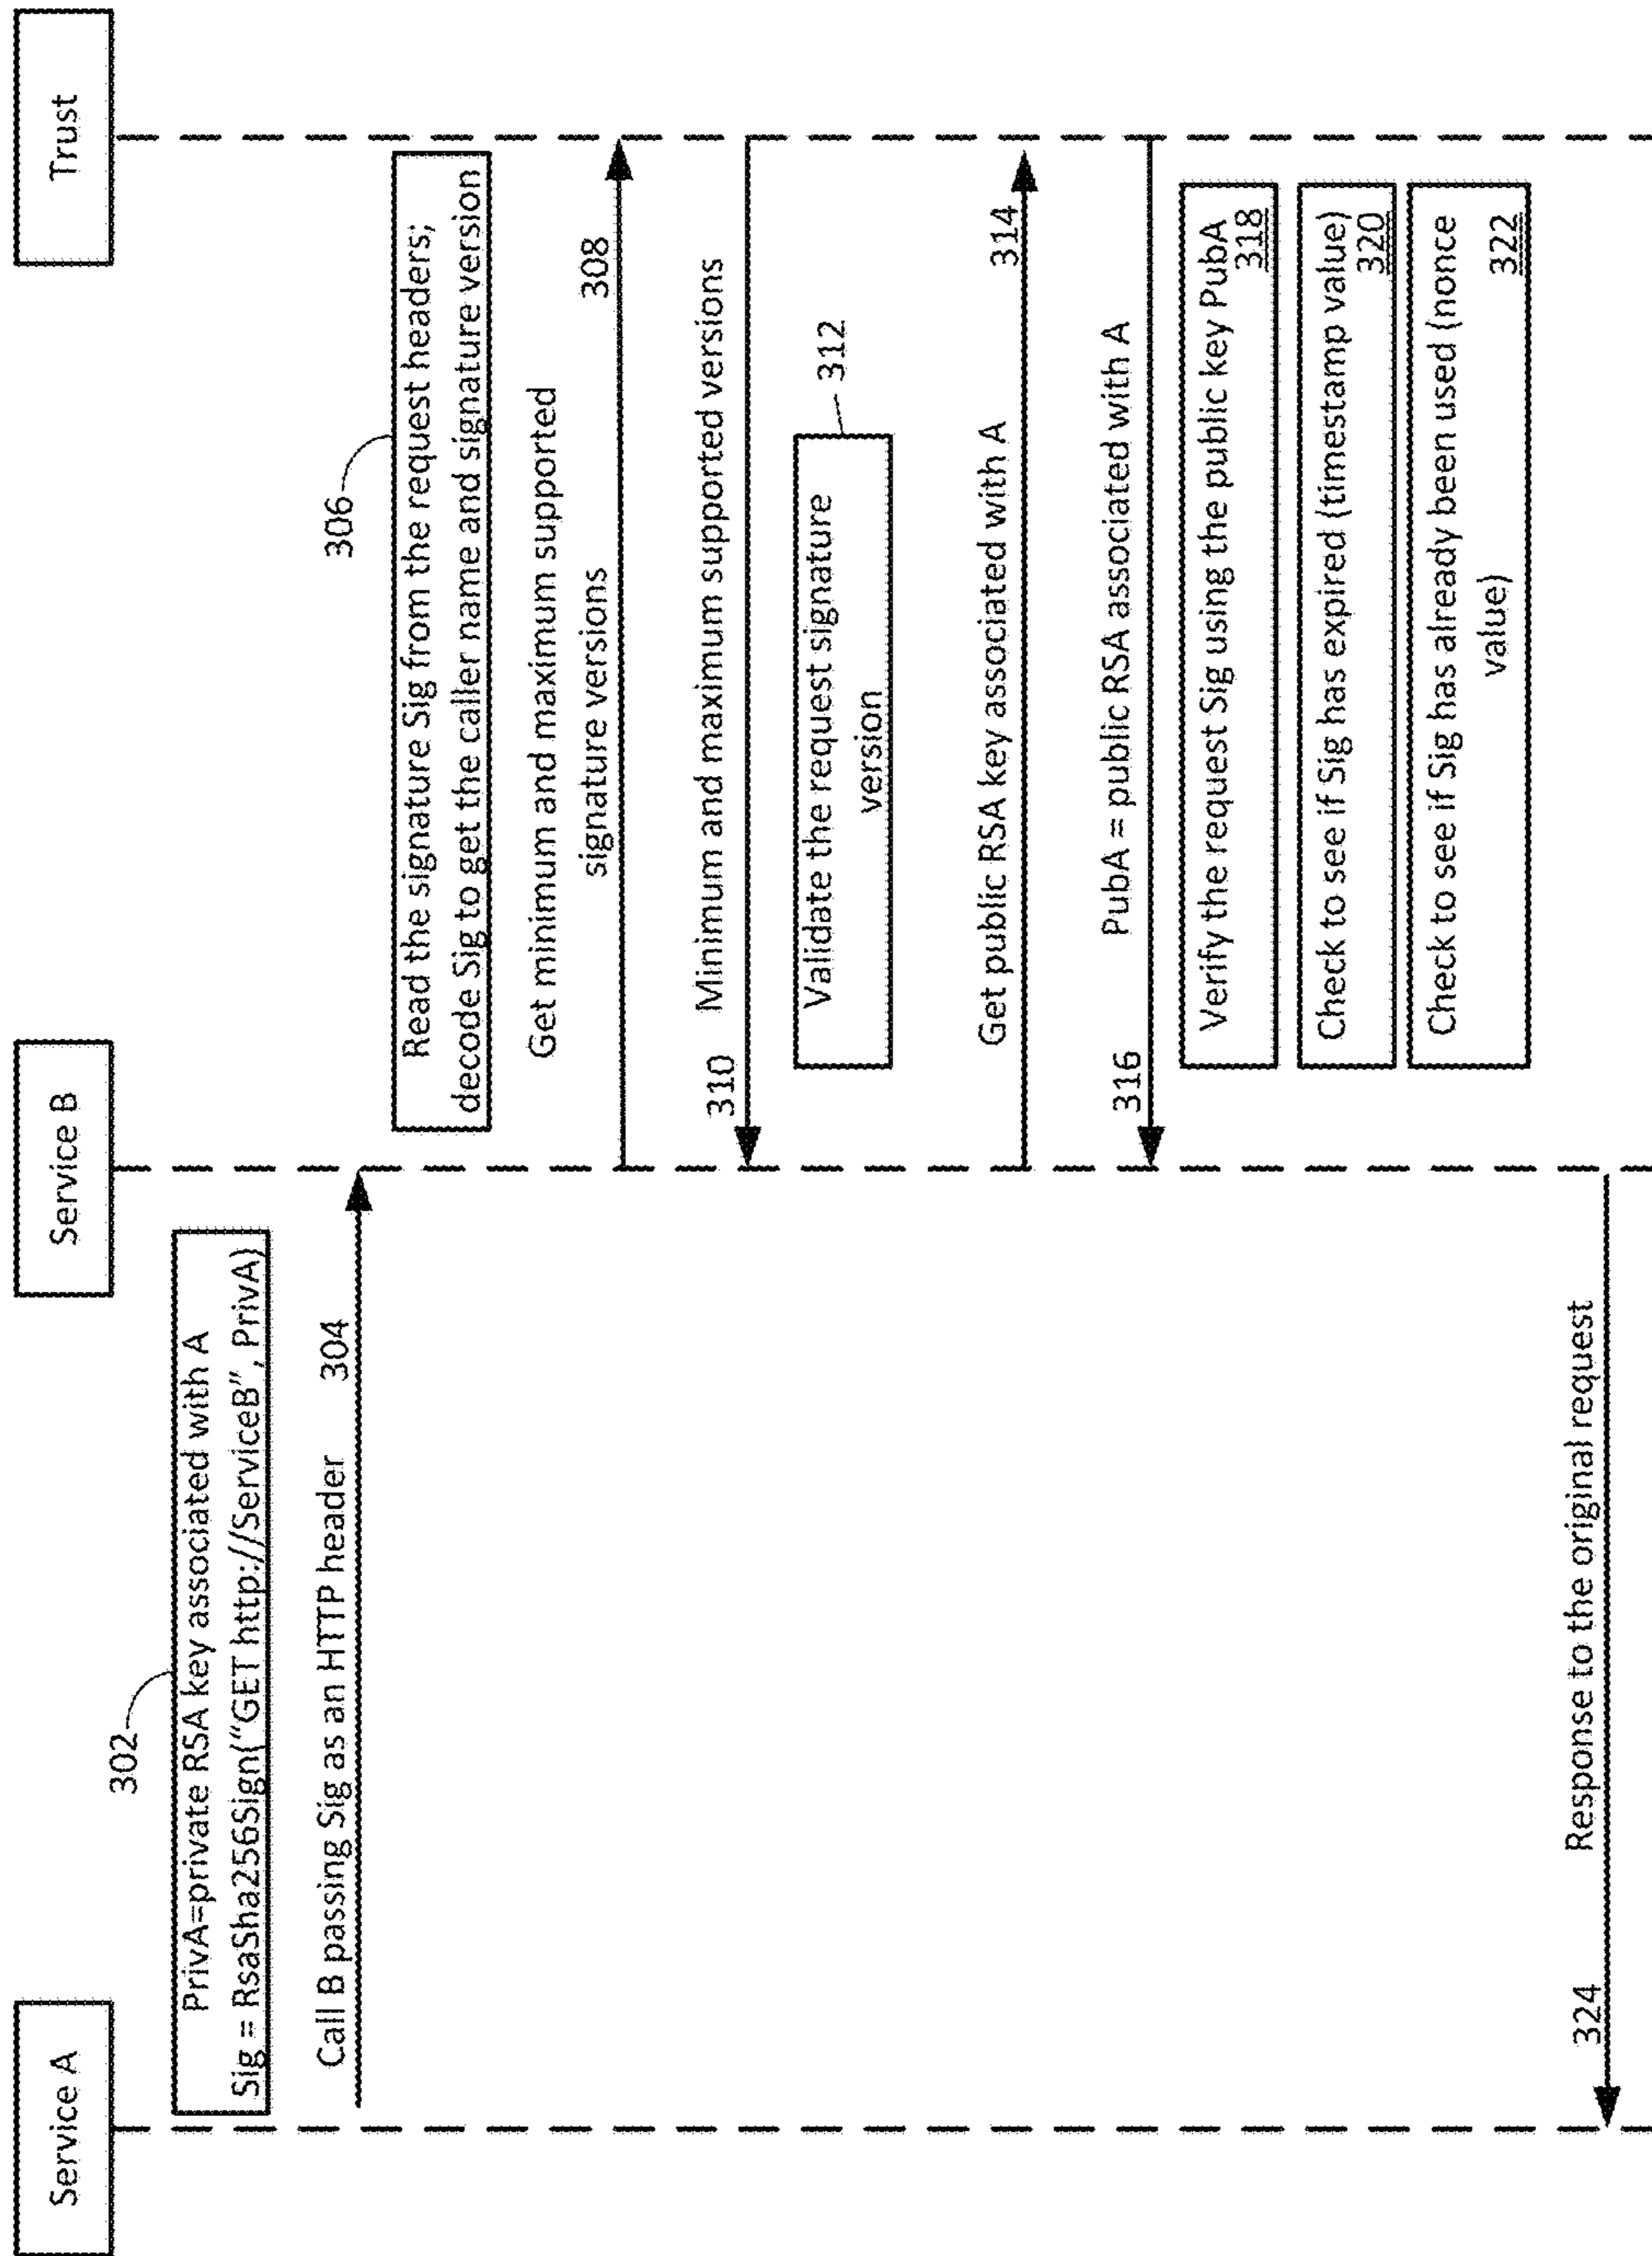 Service A
Service B
Trust
302
PrivA=private RSA key associated with A
Sig = RsaSha256Sign("GET http://ServiceB", PrivA)
Call B passing Sig as an HTTP header 304
306
Read the signature Sig from the request headers;
decode Sig to get the caller name and signature version
Get minimum and maximum supported
signature versions
308
310 Minimum and maximum supported versions
Validate the request signature
version
312
Get public RSA key associated with A 314
316 PubA = public RSA associated with A
Verify the request Sig using the public key PubA
318
Check to see if Sig has expired (timestamp value)
320
Check to see if Sig has already been used (nonce
value)
322
324 Response to the original request